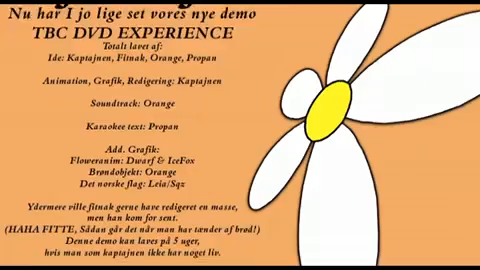 Nu har I jo lige set vores nye demo
TBC DVD EXPERIENCE
Totalt lavet af:
Ide: Kaptajnen, Fitnak, Orange, Propan
Animation, Grafik, Redigering: Kaptajnen
Soundtrack: Orange
Karaokee text: Propan
Add. Grafik:
Floweranim: Dwarf & IceFox
Brøndobjekt: Orange
Det norske flag: Leia/Sqz
Ydermere ville fitnak gerne have redigeret en masse,
men han kom for sent.
(HAHA FITTE, Sådan går det når man har tænder af brød!)
Denne demo kan laves på 5 uger,
hvis man som kaptajnen ikke har noget liv.